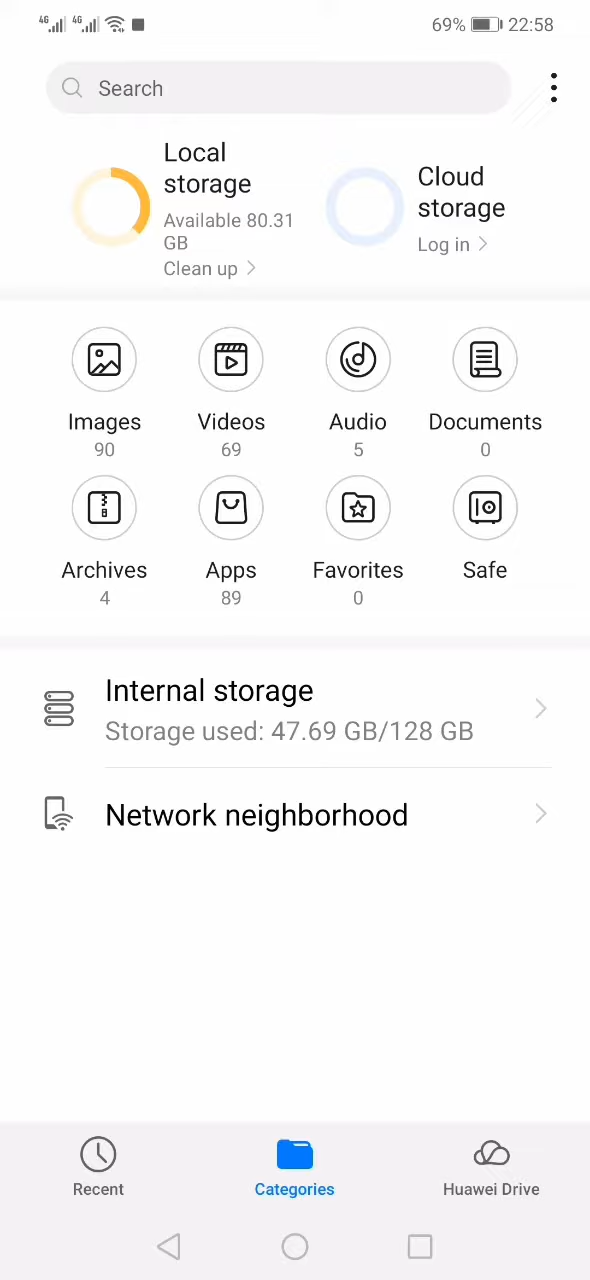 4G 4G 69% 22:58
Search
Local
storage
Available 80.31
GB
Clean up
Cloud
storage
Log in
Images Videos Audio Documents
90 69 5 0
Archives Apps Favorites Safe
4 89 0
Internal storage
Storage used: 47.69 GB/128 GB
Network neighborhood
Recent Categories Huawei Drive